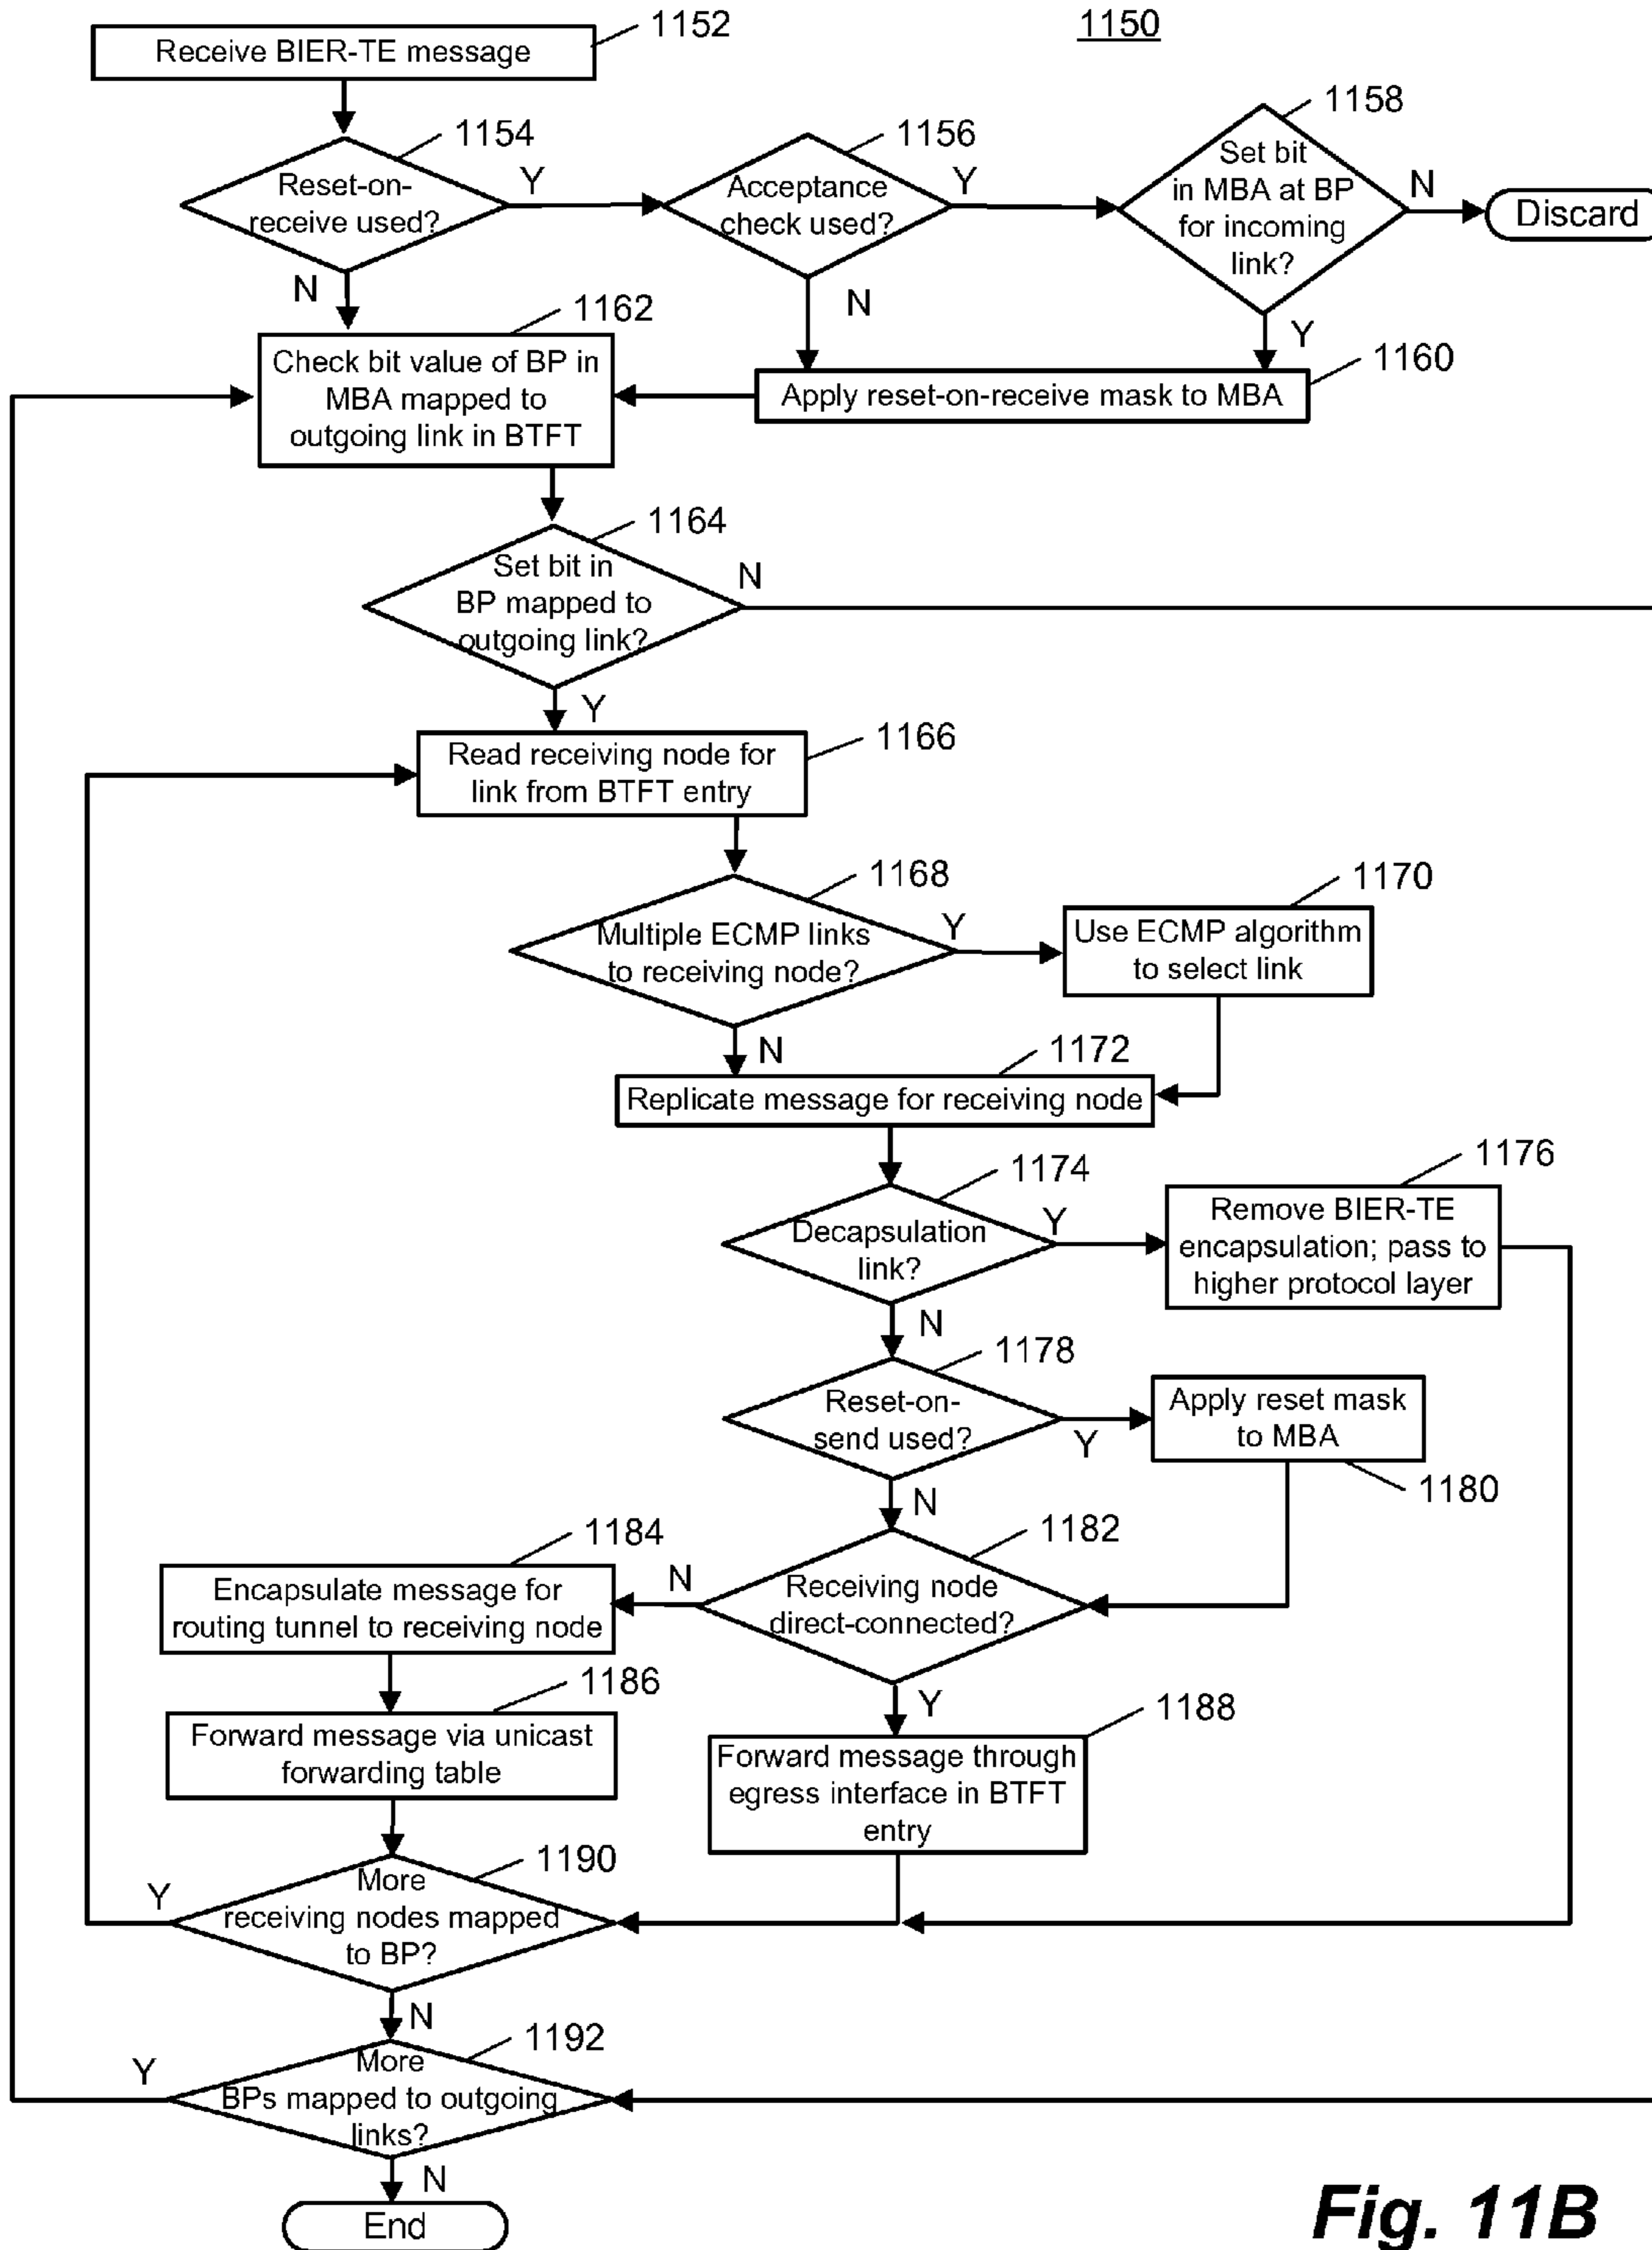 1150
Receive BIER-TE message
1152
Reset-on-
receive used?
1154
Y
N
Acceptance
check used?
1156
Y
N
Set bit
in MBA at BP
for incoming
link?
1158
N
Y
Discard
Apply reset-on-receive mask to MBA
1160
Check bit value of BP in
MBA mapped to
outgoing link in BTFT
1162
Set bit in
BP mapped to
outgoing link?
1164
N
Y
Read receiving node for
link from BTFT entry
1166
Multiple ECMP links
to receiving node?
1168
Y
N
Use ECMP algorithm
to select link
1170
Replicate message for receiving node
1172
Decapsulation
link?
1174
Y
N
Remove BIER-TE
encapsulation; pass to
higher protocol layer
1176
Reset-on-
send used?
1178
Y
N
Apply reset mask
to MBA
1180
Receiving node
direct-connected?
1182
N
Y
Encapsulate message for
routing tunnel to receiving node
1184
Forward message via unicast
forwarding table
1186
Forward message through
egress interface in BTFT
entry
1188
More
receiving nodes mapped
to BP?
1190
Y
N
More
BPs mapped to outgoing
links?
1192
Y
N
End
Fig. 11B